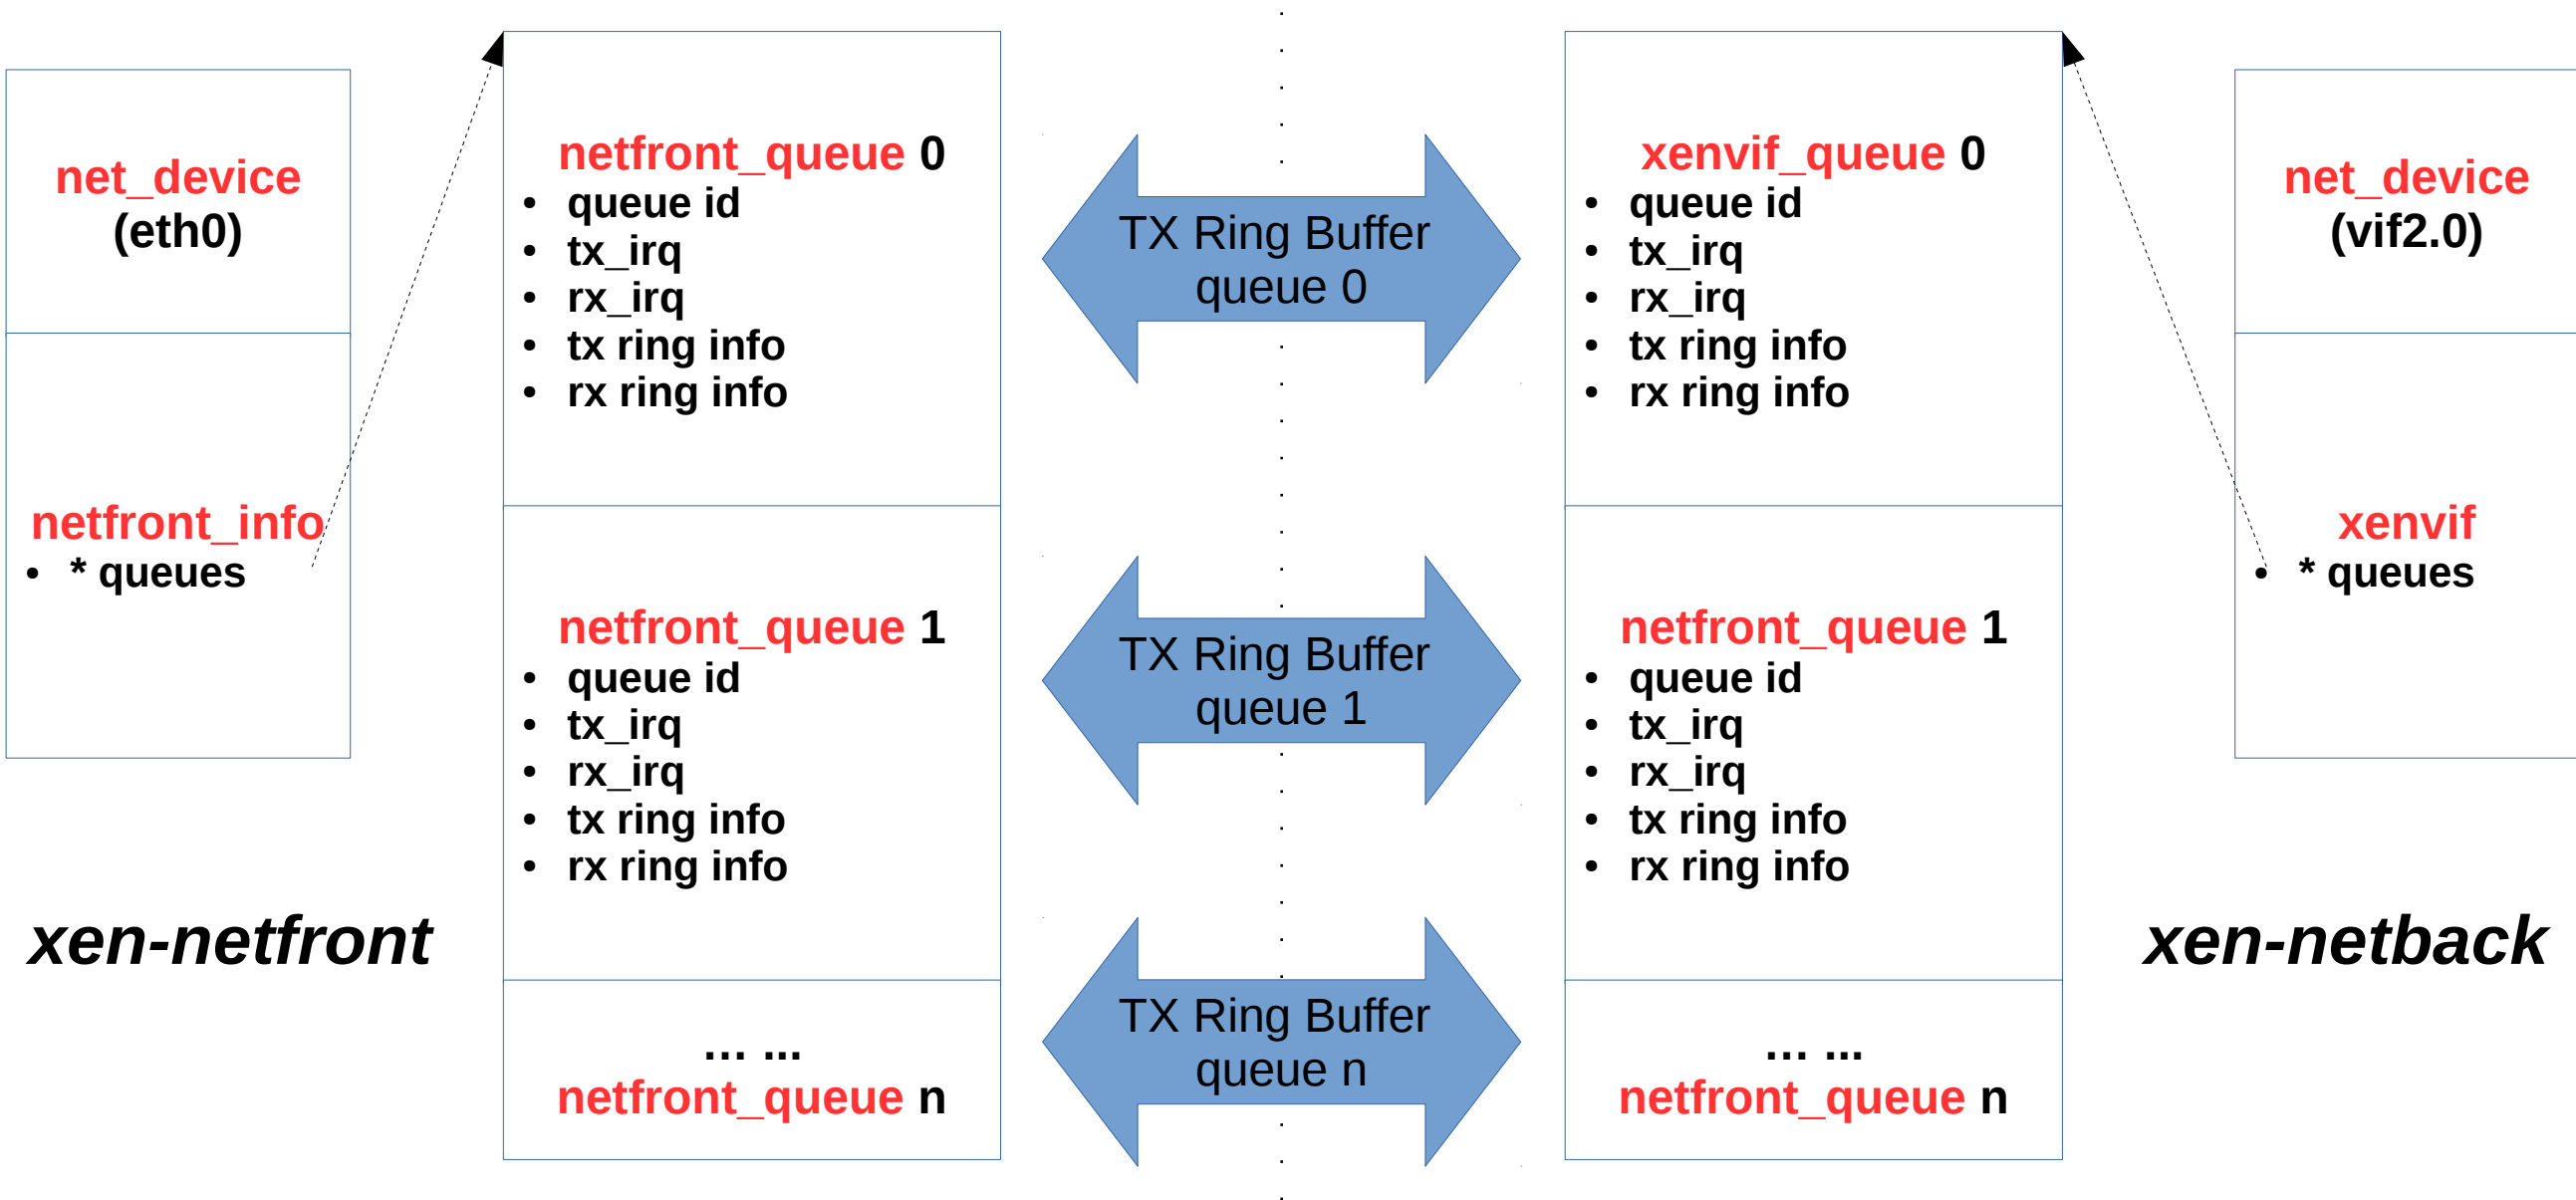 net_device
(eth0)
netfront_info
• * queues
xen-netfront
netfront_queue 0
• queue id
• tx_irq
• rx_irq
• tx ring info
• rx ring info
netfront_queue 1
• queue id
• tx_irq
• rx_irq
• tx ring info
• rx ring info
... ...
netfront_queue n
TX Ring Buffer
queue 0
TX Ring Buffer
queue 1
TX Ring Buffer
queue n
xenvif_queue 0
• queue id
• tx_irq
• rx_irq
• tx ring info
• rx ring info
netfront_queue 1
• queue id
• tx_irq
• rx_irq
• tx ring info
• rx ring info
... ...
netfront_queue n
net_device
(vif2.0)
xenvif
• * queues
xen-netback